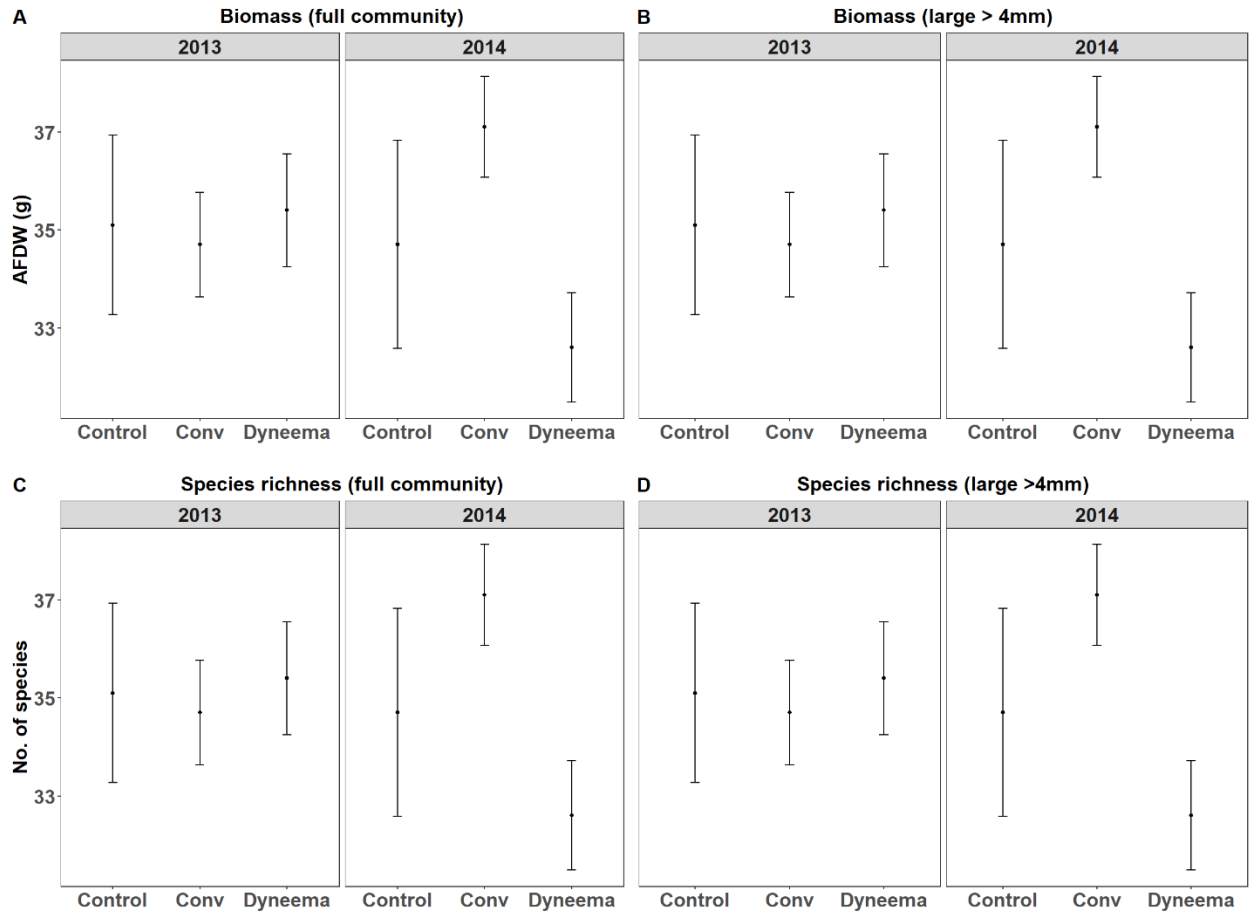 A Biomass (full community) B Biomass (large > 4mm)
2013 2014 2013 2014
AFDW (g)
37
35
33
Control Conv Dyneema Control Conv Dyneema Control Conv Dyneema Control Conv Dyneema
C Species richness (full community) D Species richness (large >4mm)
2013 2014 2013 2014
No. of species
37
35
33
Control Conv Dyneema Control Conv Dyneema Control Conv Dyneema Control Conv Dyneema